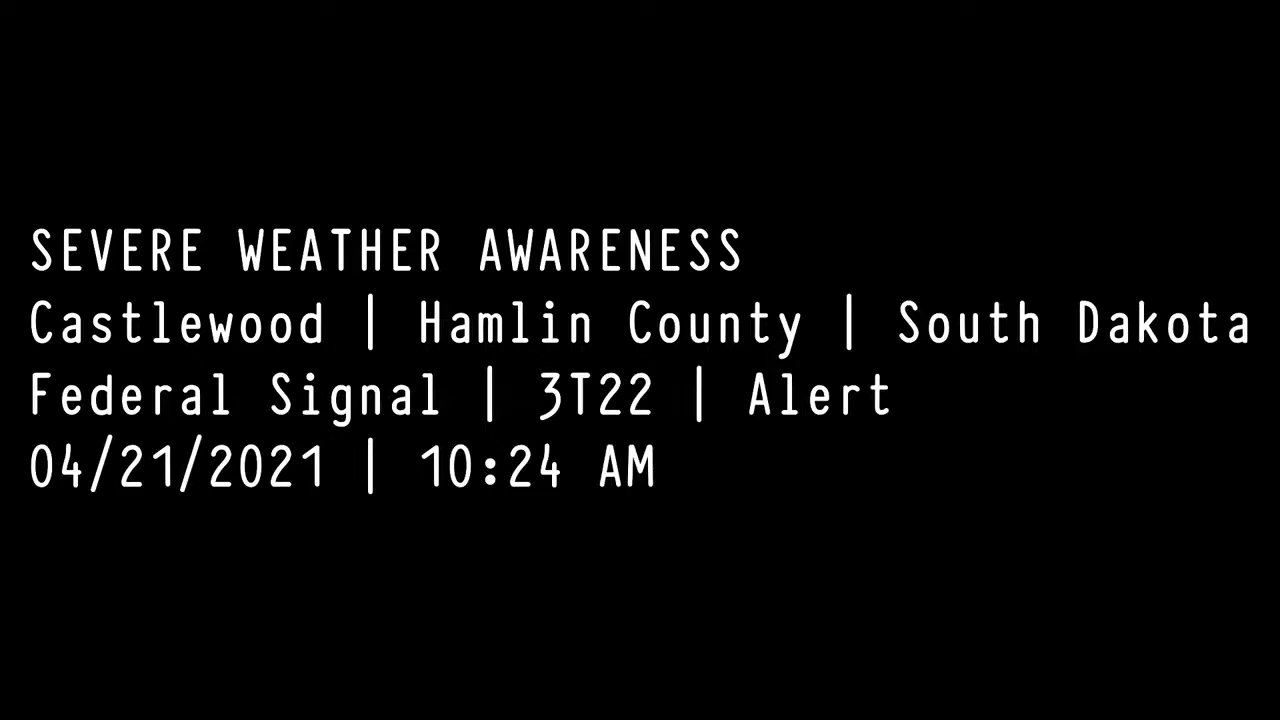 SEVERE WEATHER AWARENESS
Castlewood | Hamlin County | South Dakota
Federal Signal | 3T22 | Alert
04/21/2021 | 10:24 AM